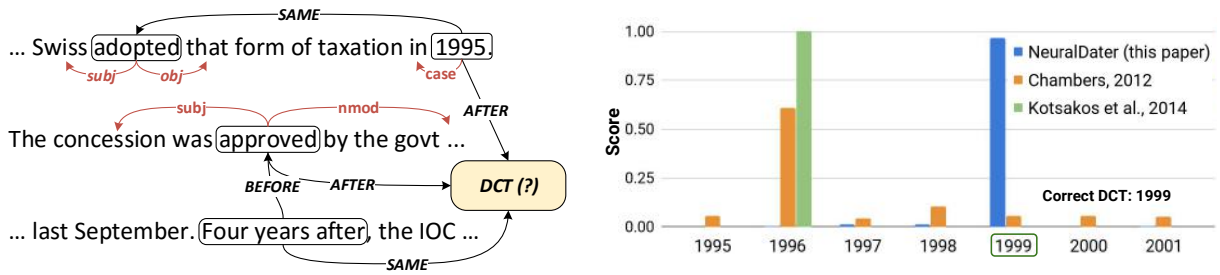 SAME
... Swiss adopted that form of taxation in 1995.
subj obj case
AFTER
subj nmod
The concession was approved by the govt ...
BEFORE AFTER DCT (?)
... last September. Four years after, the IOC ...
SAME
1.00
0.75
0.50
0.25
0.00
Score
NeuralDater (this paper)
Chambers, 2012
Kotsakos et al., 2014
Correct DCT: 1999
1995 1996 1997 1998 1999 2000 2001